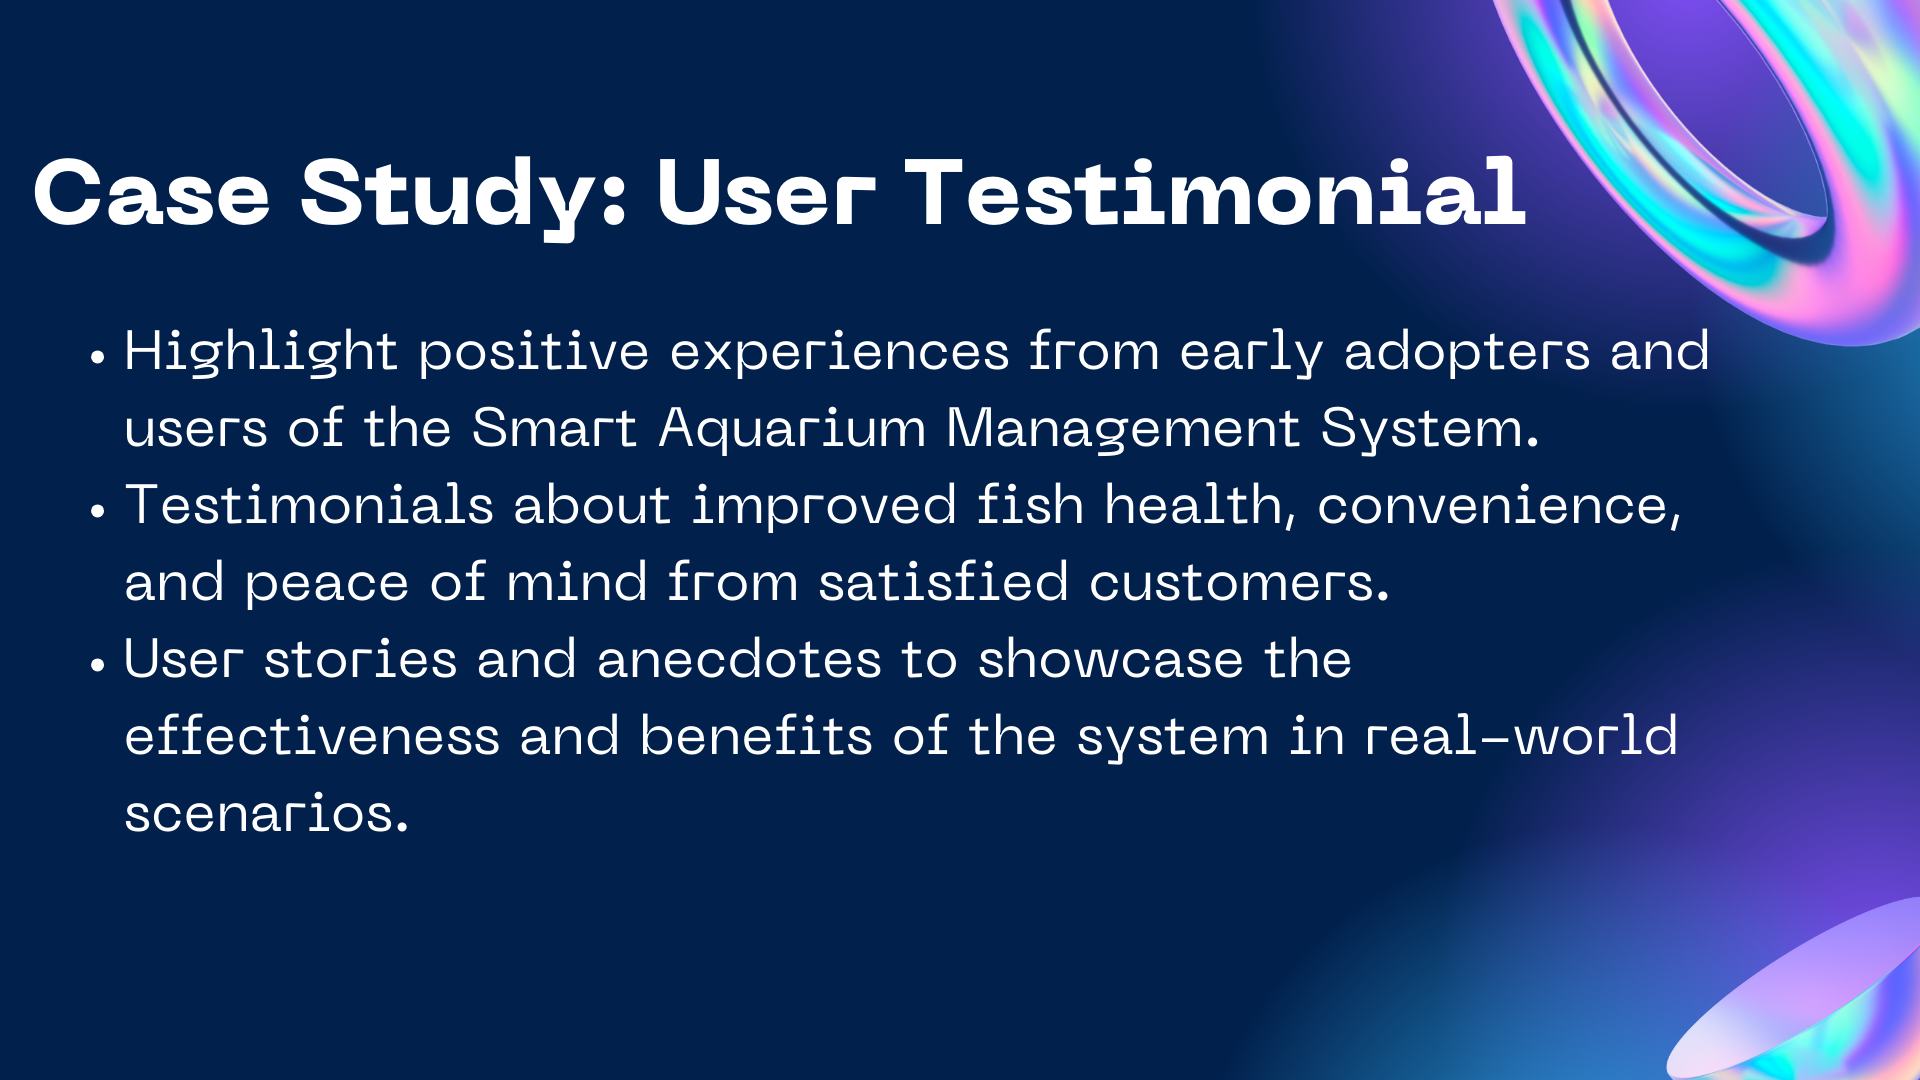 Case Study: User Testimonial
• Highlight positive experiences from early adopters and
users of the Smart Aquarium Management System.
• Testimonials about improved fish health, convenience,
and peace of mind from satisfied customers.
• User stories and anecdotes to showcase the
effectiveness and benefits of the system in real-world
scenarios.